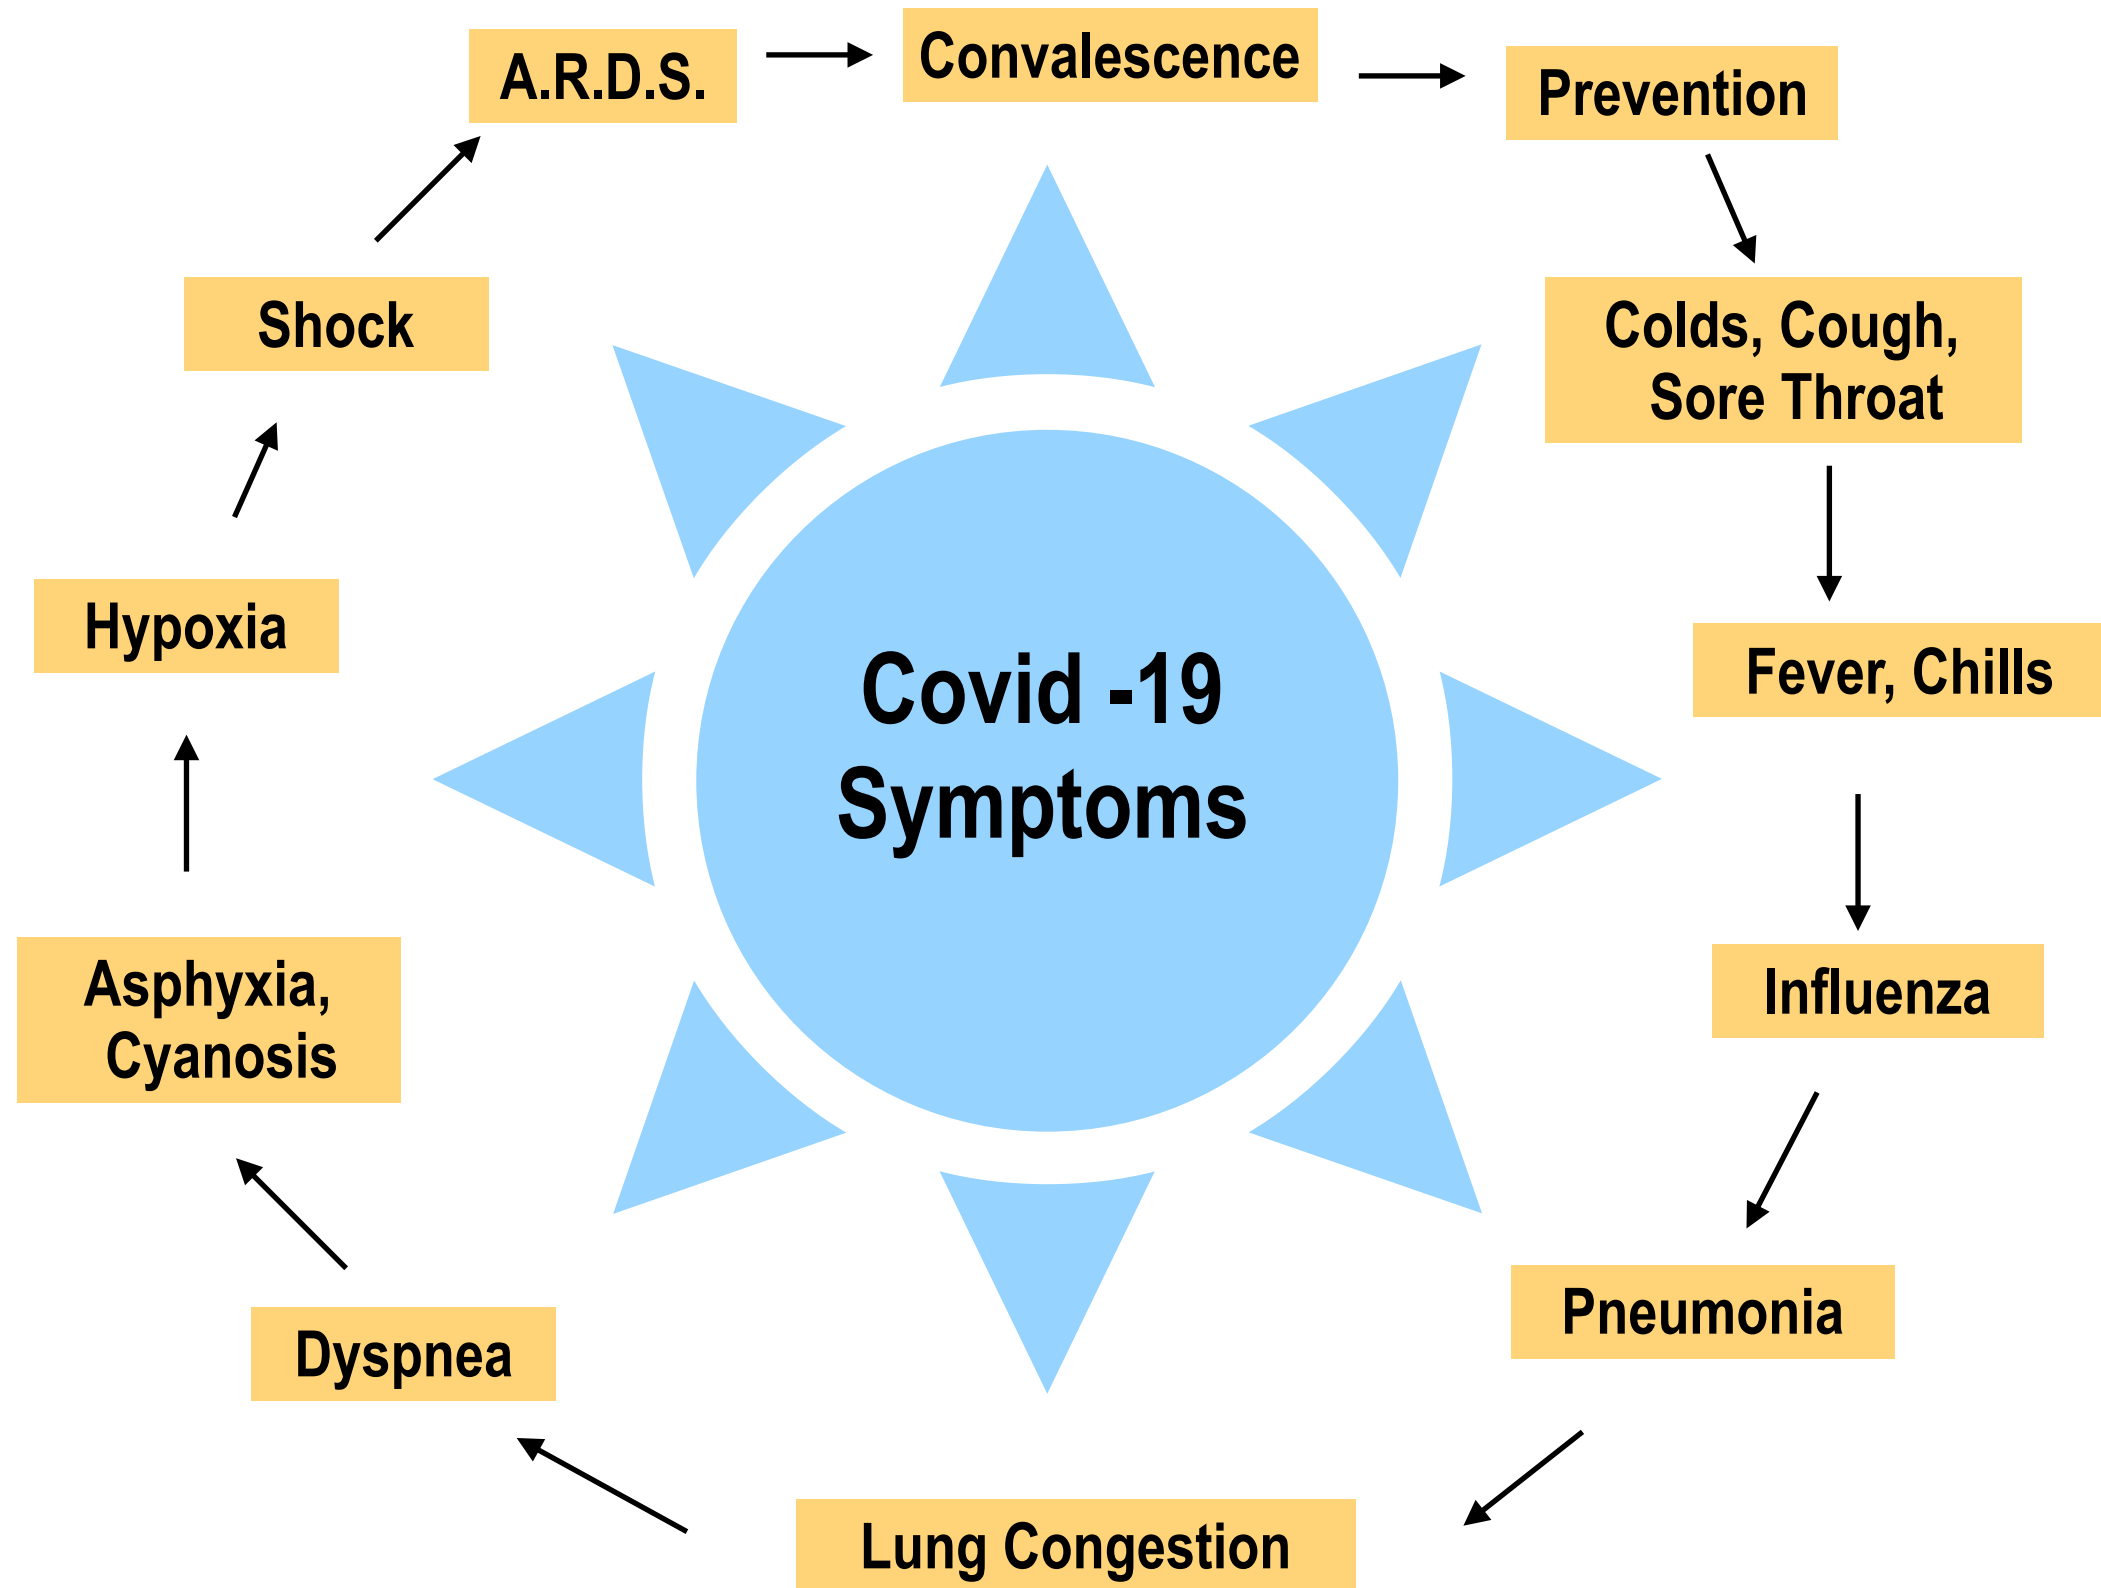 A.R.D.S.
Convalescence
Prevention
Colds, Cough,
Sore Throat
Fever, Chills
Influenza
Pneumonia
Lung Congestion
Dyspnea
Asphyxia,
Cyanosis
Hypoxia
Shock
Covid -19
Symptoms